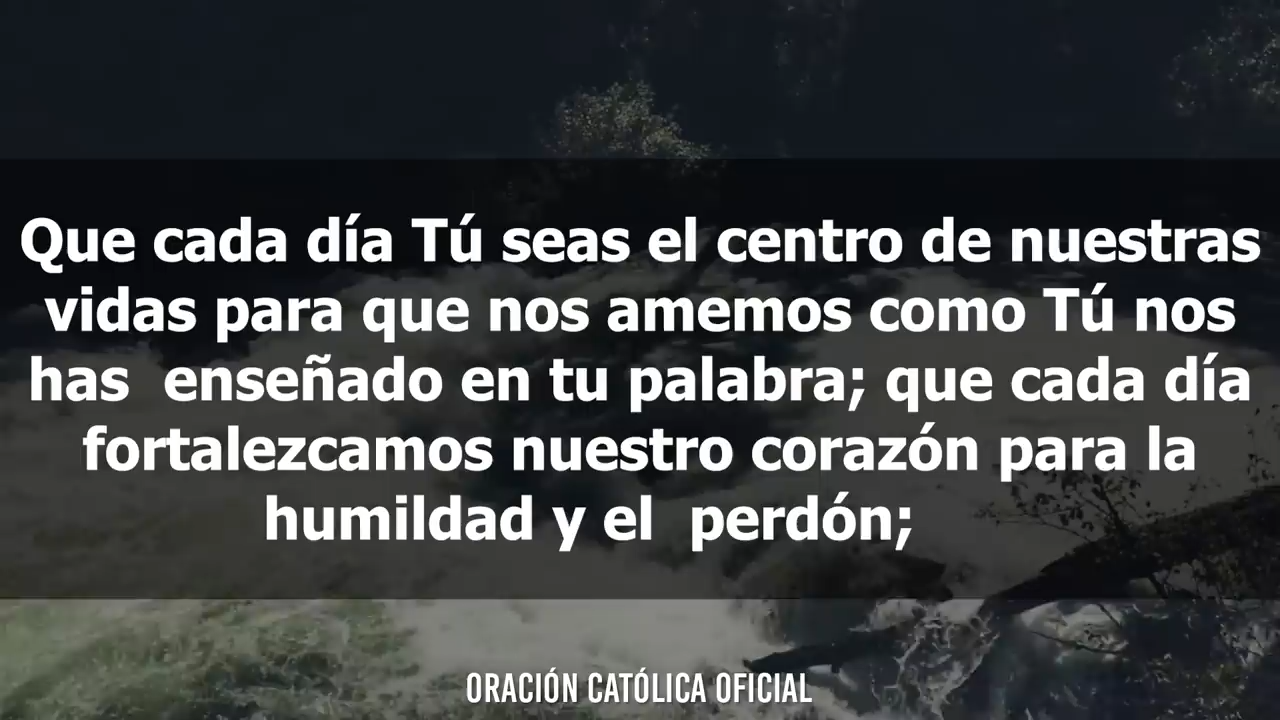 Que cada día Tú seas el centro de nuestras
vidas para que nos amemos como Tú nos
has  enseñado en tu palabra; que cada día
fortalezcamos nuestro corazón para la
humildad y el  perdón;
ORACIÓN CATÓLICA OFICIAL